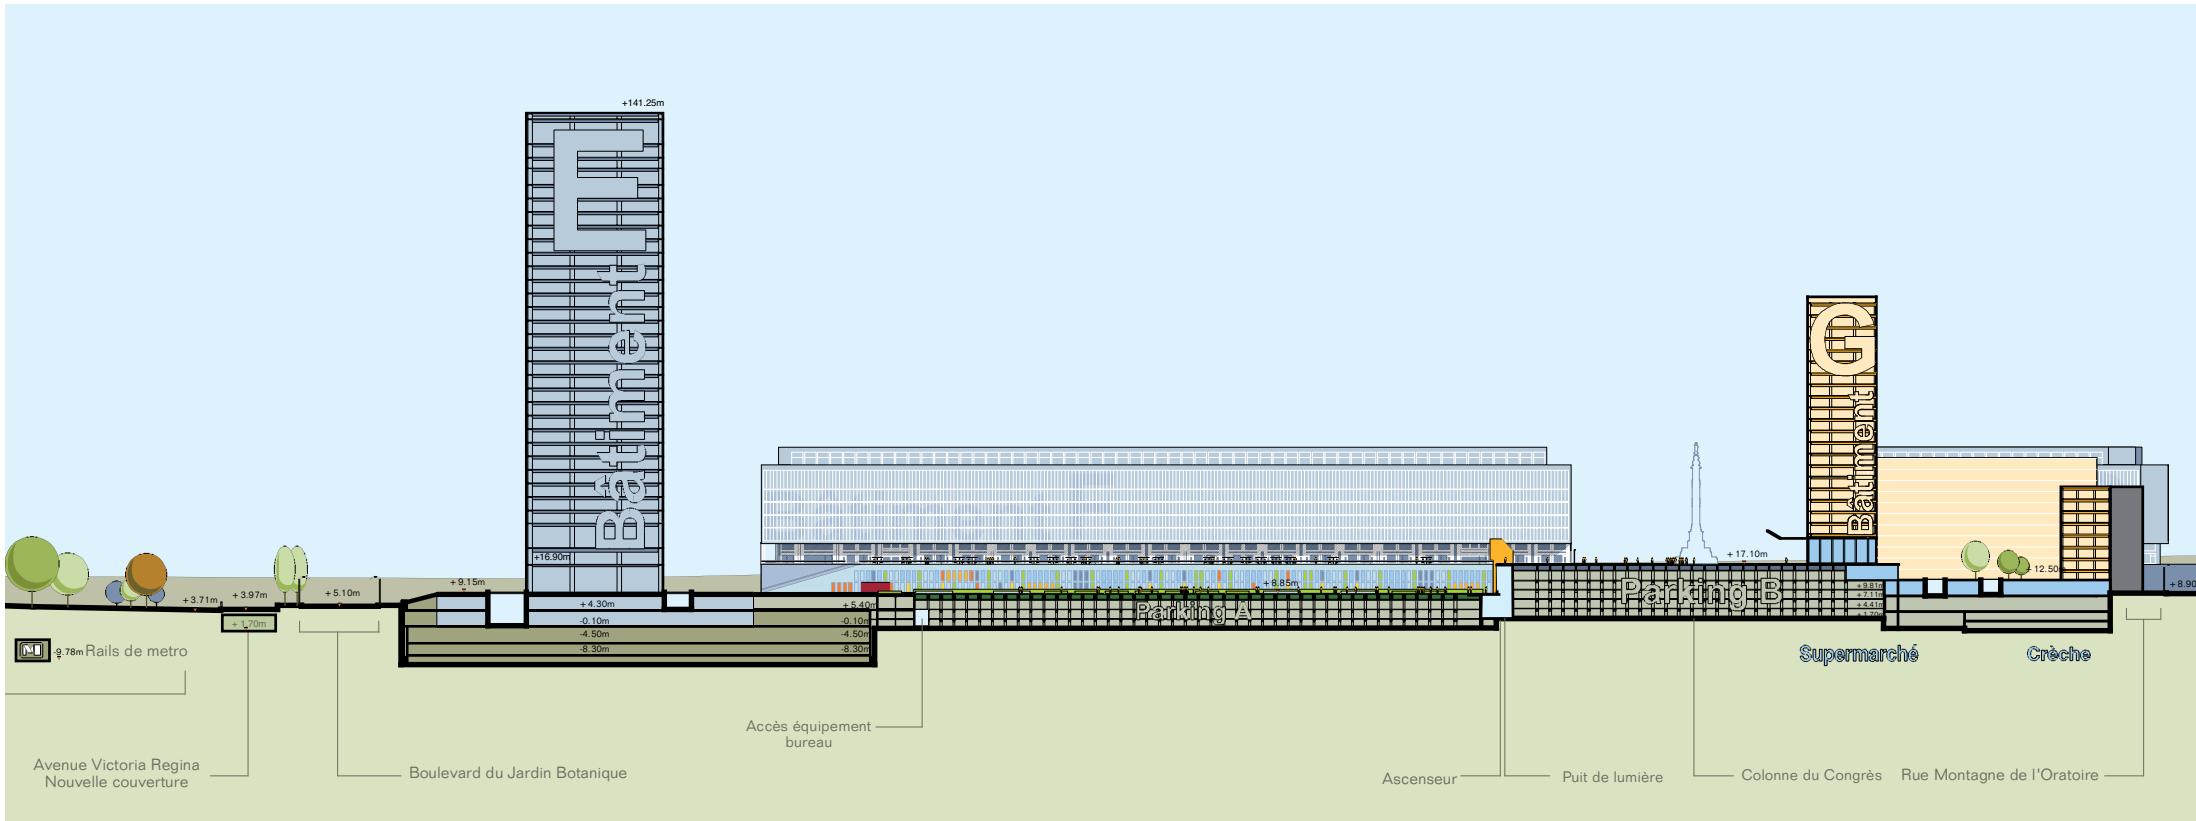 +141.25m
Bâtiment E
+16.90m
Bâtiment G
+ 17.10m
12.50m
+ 9.15m
+ 8.85m
+8.90
+3.71m
+ 3.97m
+ 5.10m
+ 4.30m
+ 5.40m
Parking A
Parking B
+9.81m
+7.11m
+4.41m
+1.70m
+ 1.70m
-0.10m
-0.10m
-4.50m
-4.50m
-8.30m
-8.30m
-9.78m
Rails de metro
Supermarché
Crèche
Accès équipement
bureau
Avenue Victoria Regina
Nouvelle couverture
Boulevard du Jardin Botanique
Ascenseur
Puit de lumière
Colonne du Congrès
Rue Montagne de l'Oratoire